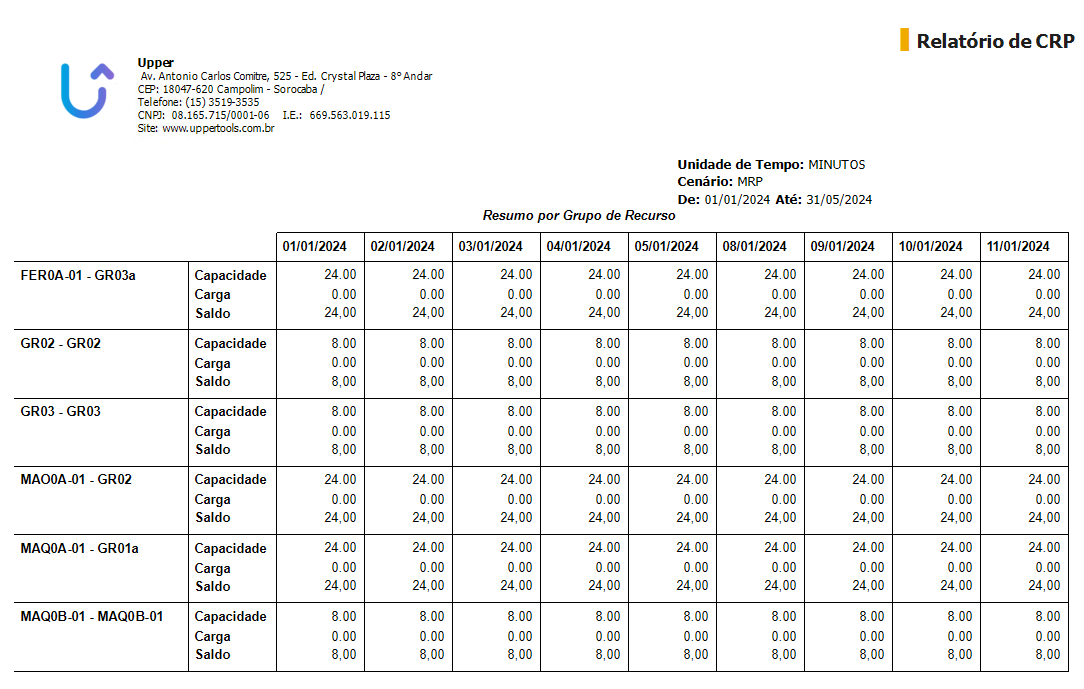 Relatório de CRP
Upper
Av. Antonio Carlos Comitre, 525 - Ed. Crystal Plaza - 8º Andar
CEP: 18047-620 Campolim - Sorocaba /
Telefone: (15) 3519-3535
CNPJ: 08.165.715/0001-06 I.E.: 669.563.019.115
Site: www.uppertools.com.br
Unidade de Tempo: MINUTOS
Cenário: MRP
De: 01/01/2024 Até: 31/05/2024
Resumo por Grupo de Recurso
01/01/2024 02/01/2024 03/01/2024 04/01/2024 05/01/2024 08/01/2024 09/01/2024 10/01/2024 11/01/2024
FER0A-01 - GR03a Capacidade 24.00 24.00 24.00 24.00 24.00 24.00 24.00 24.00 24.00
Carga 0.00 0.00 0.00 0.00 0.00 0.00 0.00 0.00 0.00
Saldo 24,00 24,00 24,00 24,00 24,00 24,00 24,00 24,00 24,00
GR02 - GR02 Capacidade 8.00 8.00 8.00 8.00 8.00 8.00 8.00 8.00 8.00
Carga 0.00 0.00 0.00 0.00 0.00 0.00 0.00 0.00 0.00
Saldo 8,00 8,00 8,00 8,00 8,00 8,00 8,00 8,00 8,00
GR03 - GR03 Capacidade 8.00 8.00 8.00 8.00 8.00 8.00 8.00 8.00 8.00
Carga 0.00 0.00 0.00 0.00 0.00 0.00 0.00 0.00 0.00
Saldo 8,00 8,00 8,00 8,00 8,00 8,00 8,00 8,00 8,00
MAO0A-01 - GR02 Capacidade 24.00 24.00 24.00 24.00 24.00 24.00 24.00 24.00 24.00
Carga 0.00 0.00 0.00 0.00 0.00 0.00 0.00 0.00 0.00
Saldo 24,00 24,00 24,00 24,00 24,00 24,00 24,00 24,00 24,00
MAQ0A-01 - GR01a Capacidade 24.00 24.00 24.00 24.00 24.00 24.00 24.00 24.00 24.00
Carga 0.00 0.00 0.00 0.00 0.00 0.00 0.00 0.00 0.00
Saldo 24,00 24,00 24,00 24,00 24,00 24,00 24,00 24,00 24,00
MAQ0B-01 - MAQ0B-01 Capacidade 8.00 8.00 8.00 8.00 8.00 8.00 8.00 8.00 8.00
Carga 0.00 0.00 0.00 0.00 0.00 0.00 0.00 0.00 0.00
Saldo 8,00 8,00 8,00 8,00 8,00 8,00 8,00 8,00 8,00